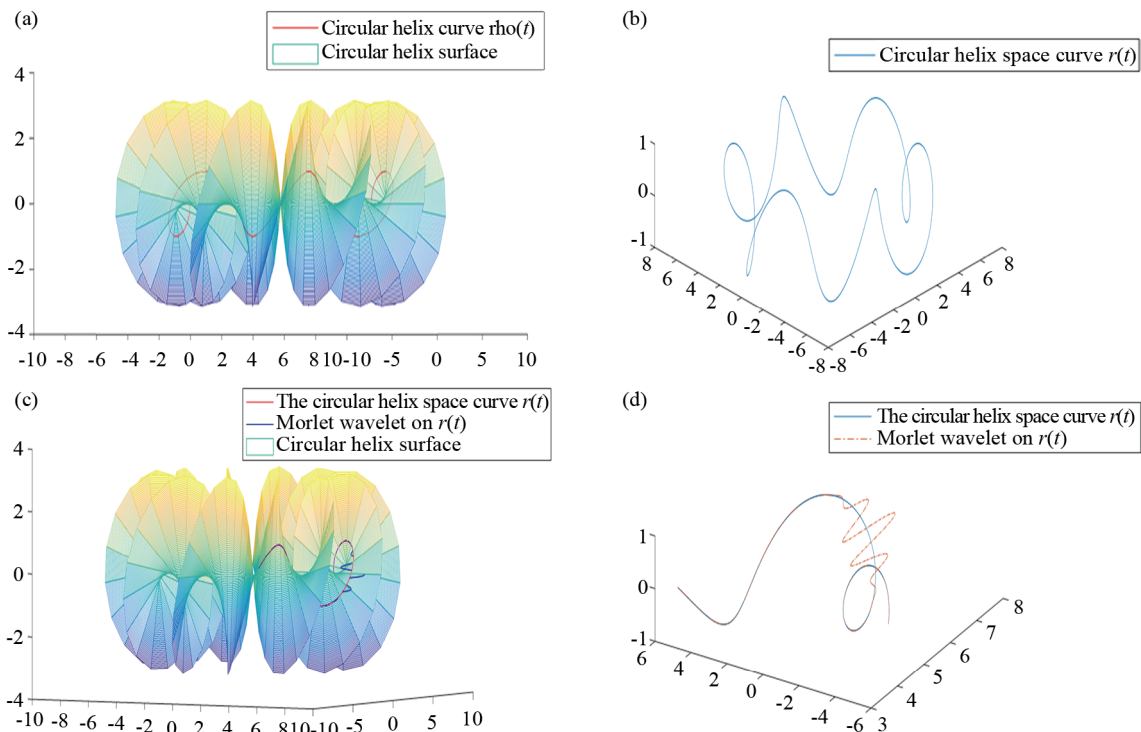 (a)
Circular helix curve rho(t)
Circular helix surface
4
2
0
-2
-4
-10 -8 -6 -4 -2 0 2 4 6 810-10 -5 0 5 10
(b)
Circular helix space curve r(t)
1
0
-1
8 6 4 2 0 -2 -4 -6 -8-8 -6 -4 -2 0 2 4 6 8
(c)
The circular helix space curve r(t)
Morlet wavelet on r(t)
Circular helix surface
4
2
0
-2
-4
-10 -8 -6 -4 -2 0 2 4 6 810-10 -5 0 5 10
(d)
The circular helix space curve r(t)
Morlet wavelet on r(t)
1
0
-1
6 4 2 0 -2 -4 -6 3 4 5 6 7 8